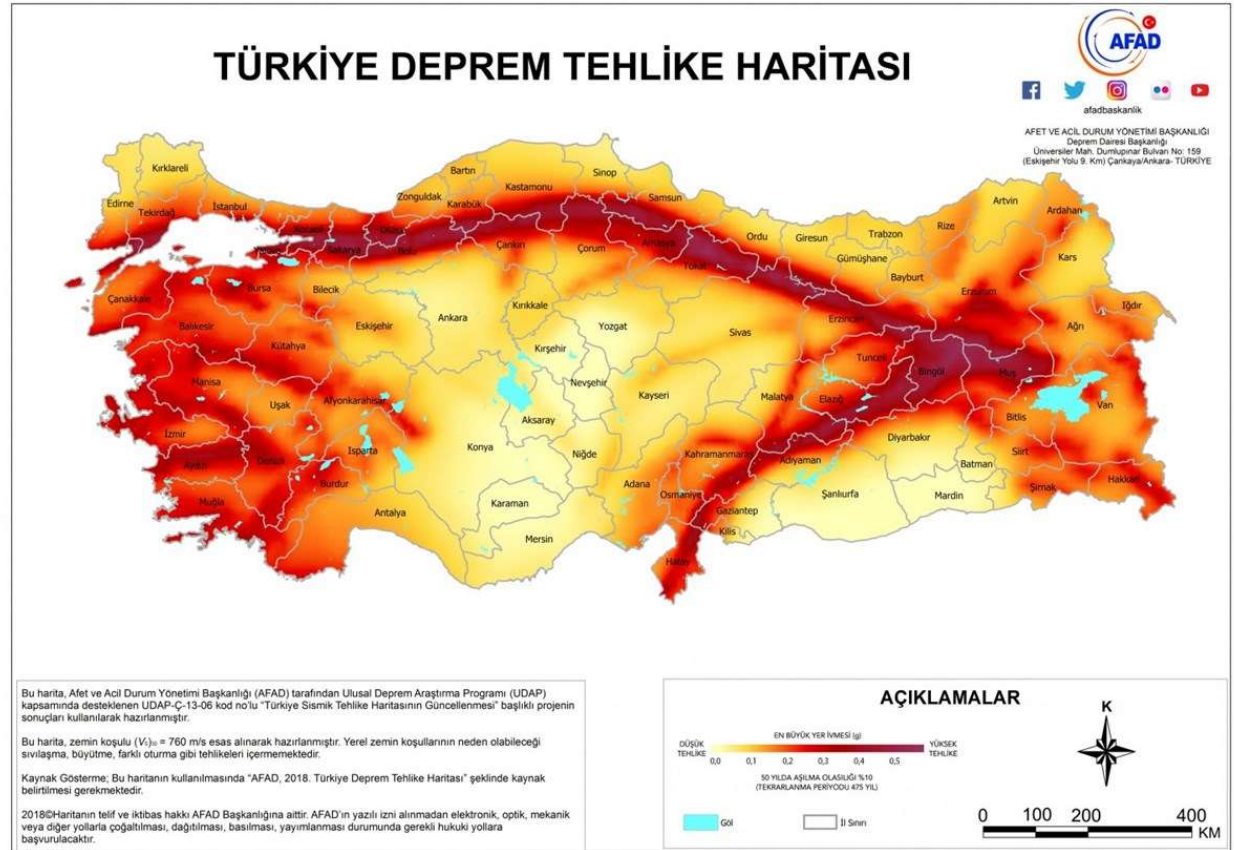 TÜRKİYE DEPREM TEHLİKE HARİTASI
AFAD
afadbaskanlik
AFET VE ACİL DURUM YÖNETİMİ BAŞKANLIĞI
Deprem Dairesi Başkanlığı
Üniversiler Mah. Dumlupınar Bulvarı No: 159
(Eskişehir Yolu 9. Km) Çankaya/Ankara- TÜRKİYE
Kırklareli
Edirne
Tekirdağ
İstanbul
Kocaeli
Yalova
Sakarya
Düzce
Bolu
Zonguldak
Bartın
Karabük
Kastamonu
Sinop
Samsun
Çankırı
Çorum
Amasya
Tokat
Ordu
Giresun
Trabzon
Gümüşhane
Bayburt
Rize
Artvin
Ardahan
Kars
Iğdır
Ağrı
Erzurum
Erzincan
Çanakkale
Balıkesir
Bursa
Bilecik
Eskişehir
Kütahya
Ankara
Kırıkkale
Kırşehir
Yozgat
Sivas
Tunceli
Bingöl
Muş
Van
Bitlis
Elazığ
Malatya
Manisa
İzmir
Uşak
Afyonkarahisar
Aydın
Denizli
Muğla
Burdur
Isparta
Antalya
Konya
Aksaray
Nevşehir
Niğde
Kayseri
Karaman
Mersin
Adana
Osmaniye
Kahramanmaraş
Adıyaman
Gaziantep
Kilis
Hatay
Şanlıurfa
Diyarbakır
Batman
Mardin
Siirt
Şırnak
Hakkari
Bu harita, Afet ve Acil Durum Yönetimi Başkanlığı (AFAD) tarafından Ulusal Deprem Araştırma Programı (UDAP)
kapsamında desteklenen UDAP-Ç-13-06 kod no'lu "Türkiye Sismik Tehlike Haritasının Güncellenmesi" başlıklı projenin
sonuçları kullanılarak hazırlanmıştır.
Bu harita, zemin koşulu (Vₛ)₃₀ = 760 m/s esas alınarak hazırlanmıştır. Yerel zemin koşullarının neden olabileceği
sıvılaşma, büyütme, farklı oturma gibi tehlikeleri içermemektedir.
Kaynak Gösterme; Bu haritanın kullanılmasında "AFAD, 2018. Türkiye Deprem Tehlike Haritası" şeklinde kaynak
belirtilmesi gerekmektedir.
2018©Haritanın telif ve iktibas hakkı AFAD Başkanlığına aittir. AFAD'ın yazılı izni alınmadan elektronik, optik, mekanik
veya diğer yollarla çoğaltılması, dağıtılması, basılması, yayımlanması durumunda gerekli hukuki yollara
başvurulacaktır.
AÇIKLAMALAR
EN BÜYÜK YER İVMESİ (g)
DÜŞÜK
TEHLİKE
YÜKSEK
TEHLİKE
0,0 0,1 0,2 0,3 0,4 0,5
50 YILDA AŞILMA OLASILIĞI %10
(TEKRARLANMA PERİYODU 475 YIL)
Göl
İl Sınırı
K
0 100 200 400
KM